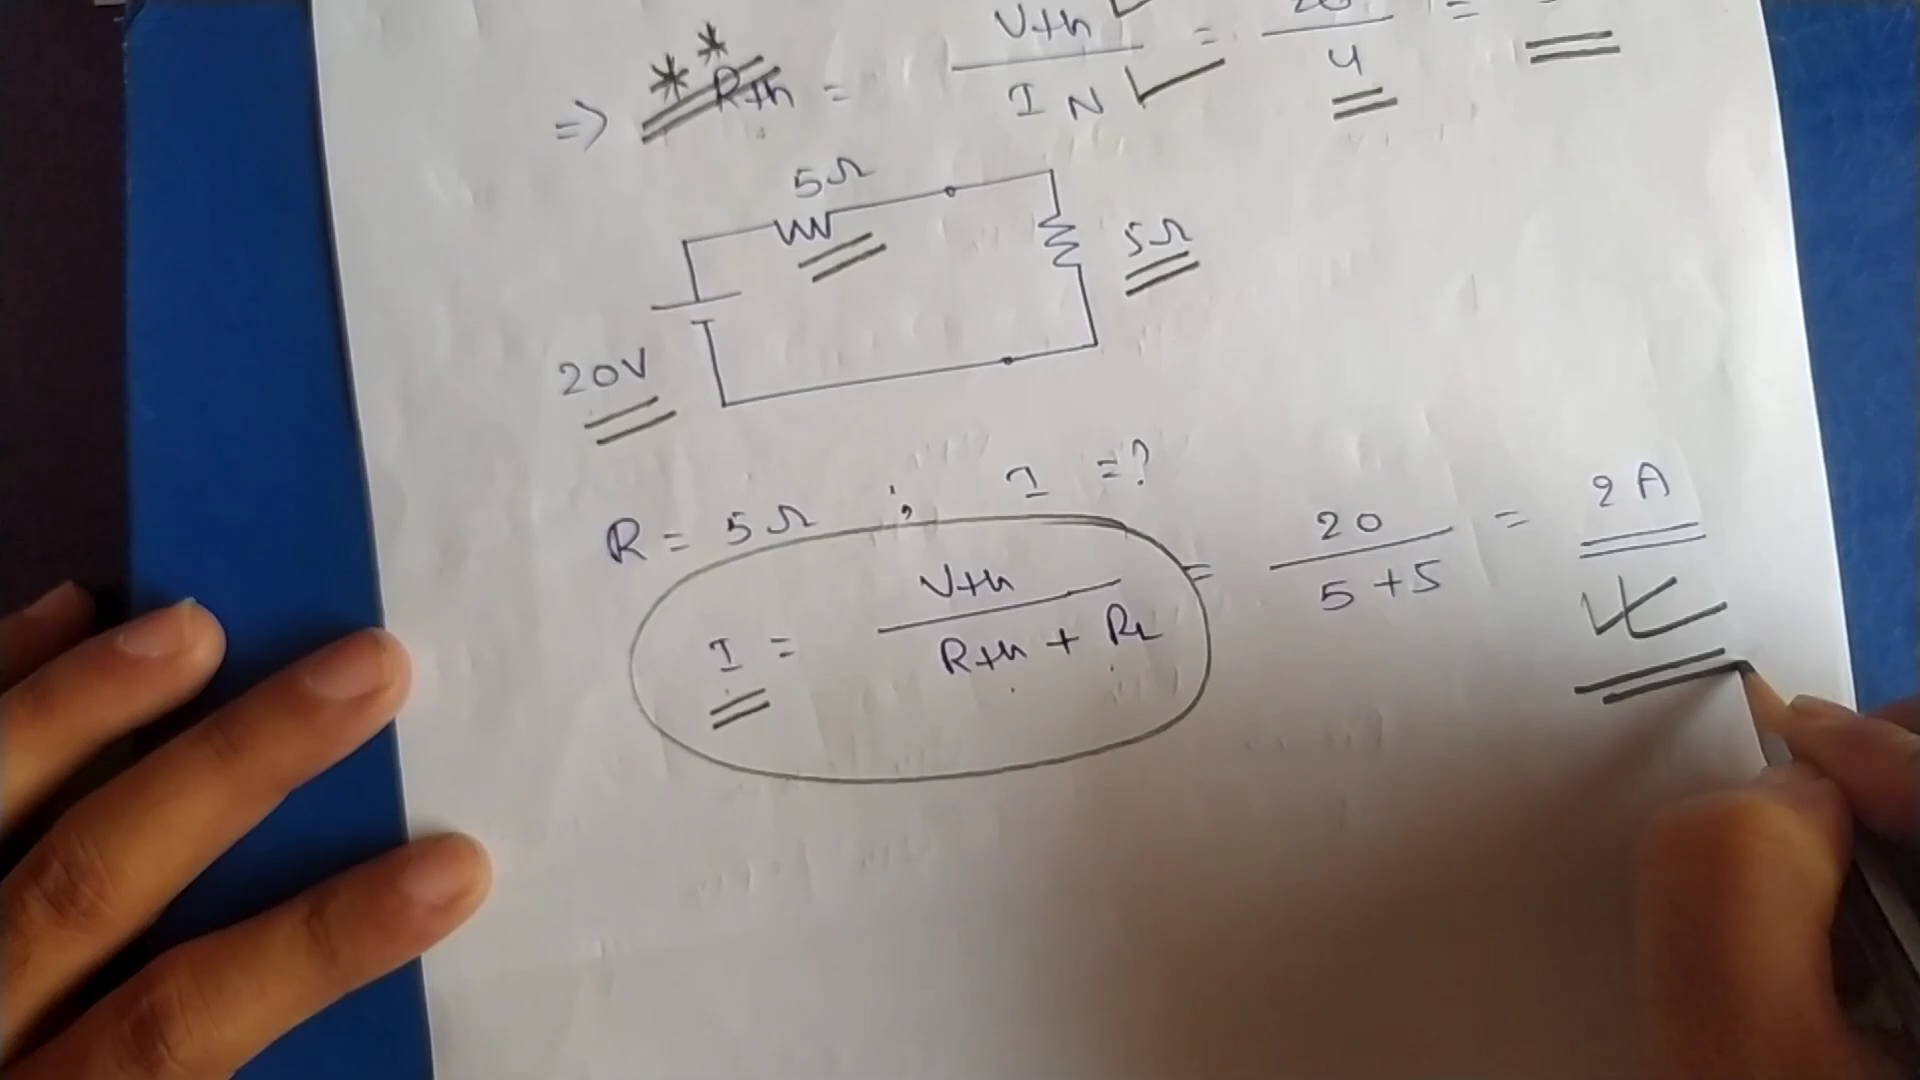 => ** Rth = Vth / IN = 20 / 4 =
5Ω
5Ω
20V
R = 5Ω ; I = ?
I = Vth / Rth + RL = 20 / 5 + 5 = 2A